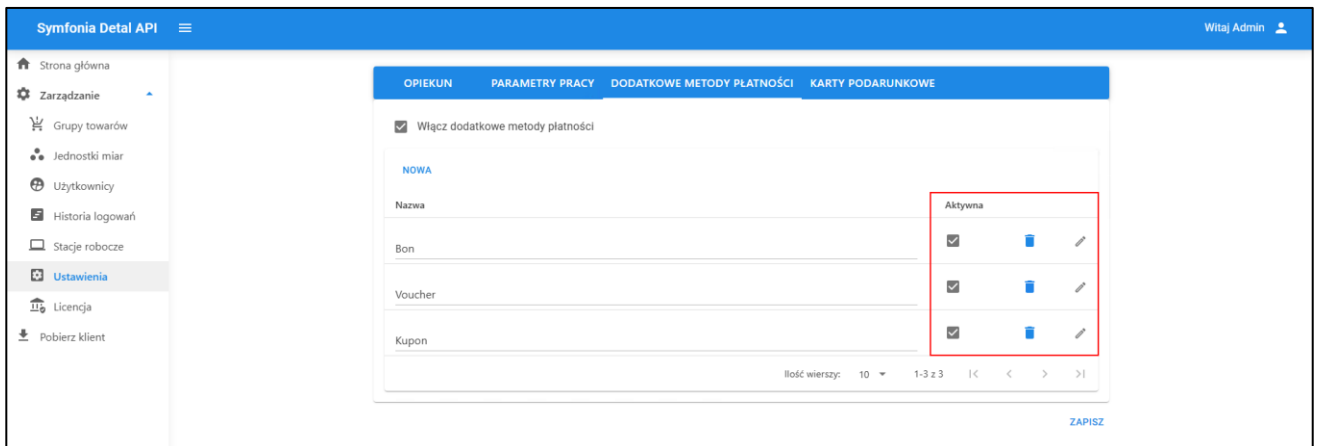 Symfonia Detal API
Witaj Admin
Strona główna
Zarządzanie
Grupy towarów
Jednostki miar
Użytkownicy
Historia logowań
Stacje robocze
Ustawienia
Licencja
Pobierz klient
OPIEKUN PARAMETRY PRACY DODATKOWE METODY PŁATNOŚCI KARTY PODARUNKOWE
Włącz dodatkowe metody płatności
NOWA
Nazwa Aktywna
Bon
Voucher
Kupon
Ilość wierszy: 10 1-3 z 3
ZAPISZ